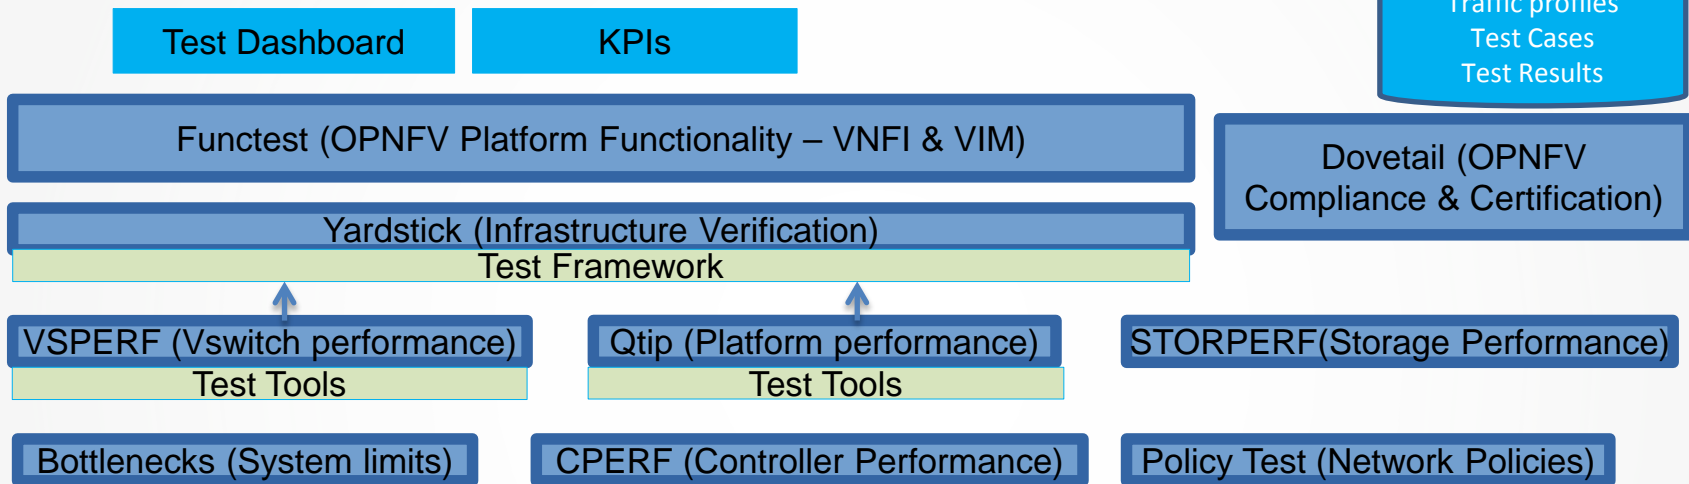 Traffic profiles
Test Cases
Test Results
Test Dashboard
KPIs
Functest (OPNFV Platform Functionality – VNFI & VIM)
Dovetail (OPNFV
Compliance & Certification)
Yardstick (Infrastructure Verification)
Test Framework
VSPERF (Vswitch performance)
Test Tools
Qtip (Platform performance)
Test Tools
STORPERF(Storage Performance)
Bottlenecks (System limits)
CPERF (Controller Performance)
Policy Test (Network Policies)